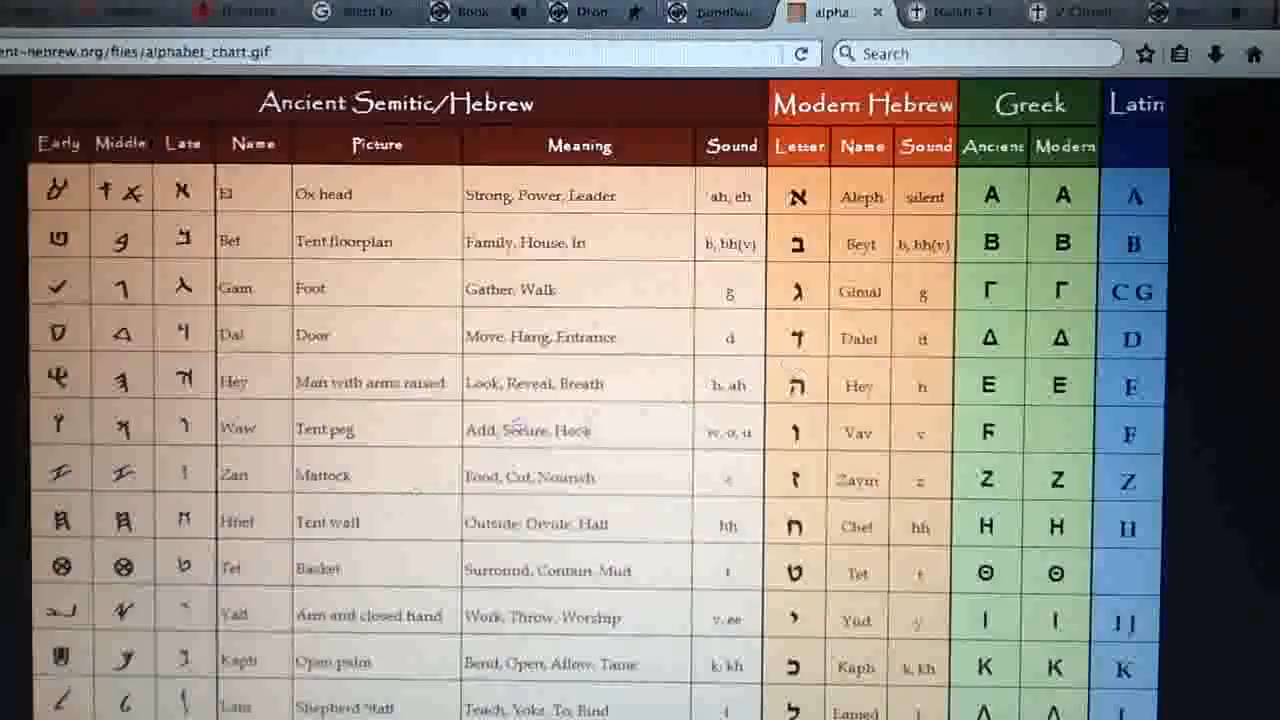 Book
alpha
ent-hebrew.org/files/alphabet_chart.gif
Search
Ancient Semitic/Hebrew Modern Hebrew Greek Latin
Early Middle Late Name Picture Meaning Sound Letter Name Sound Ancient Modern
El Ox head Strong, Power, Leader ah, eh א Aleph silent A A A
Bet Tent floorplan Family, House, In b, bh(v) ב Beyt b, bh(v) B B B
Gam Foot Gather, Walk g ג Gimal g Γ Γ C G
Dal Door Move, Hang, Entrance d ד Dalet d Δ Δ D
Hey Man with arms raised Look, Reveal, Breath h, ah ה Hey h E E E
Waw Tent peg Add, Secure, Hook w, o, u ו Vav v F F
Zan Mattock Food, Cut, Nourish z ז Zayin z Z Z Z
Hhet Tent wall Outside, Divide, Half hh ח Chet hh H H H
Tet Basket Surround, Contain, Mud t ט Tet t Θ Θ
Yad Arm and closed hand Work, Throw, Worship y, ee י Yud y I I I J
Kaph Open palm Bend, Open, Allow, Tame k, kh כ Kaph k, kh K K K
Lam Shepherd Staff Teach, Yoke, To, Bind l ל Lamed l Λ Λ L